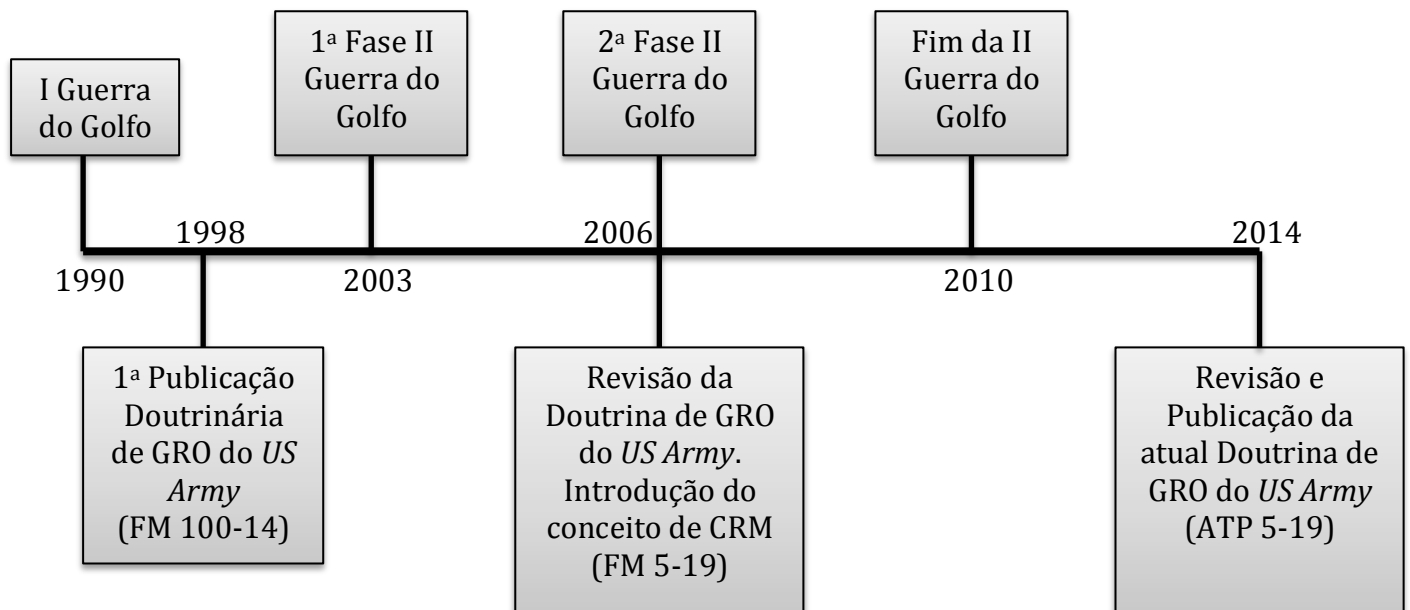 I Guerra
do Golfo
1ª Fase II
Guerra do
Golfo
2ª Fase II
Guerra do
Golfo
Fim da II
Guerra do
Golfo
1998
2006
2014
1990
2003
2010
1ª Publicação
Doutrinária
de GRO do US
Army
(FM 100-14)
Revisão da
Doutrina de GRO
do US Army.
Introdução do
conceito de CRM
(FM 5-19)
Revisão e
Publicação da
atual Doutrina de
GRO do US Army
(ATP 5-19)